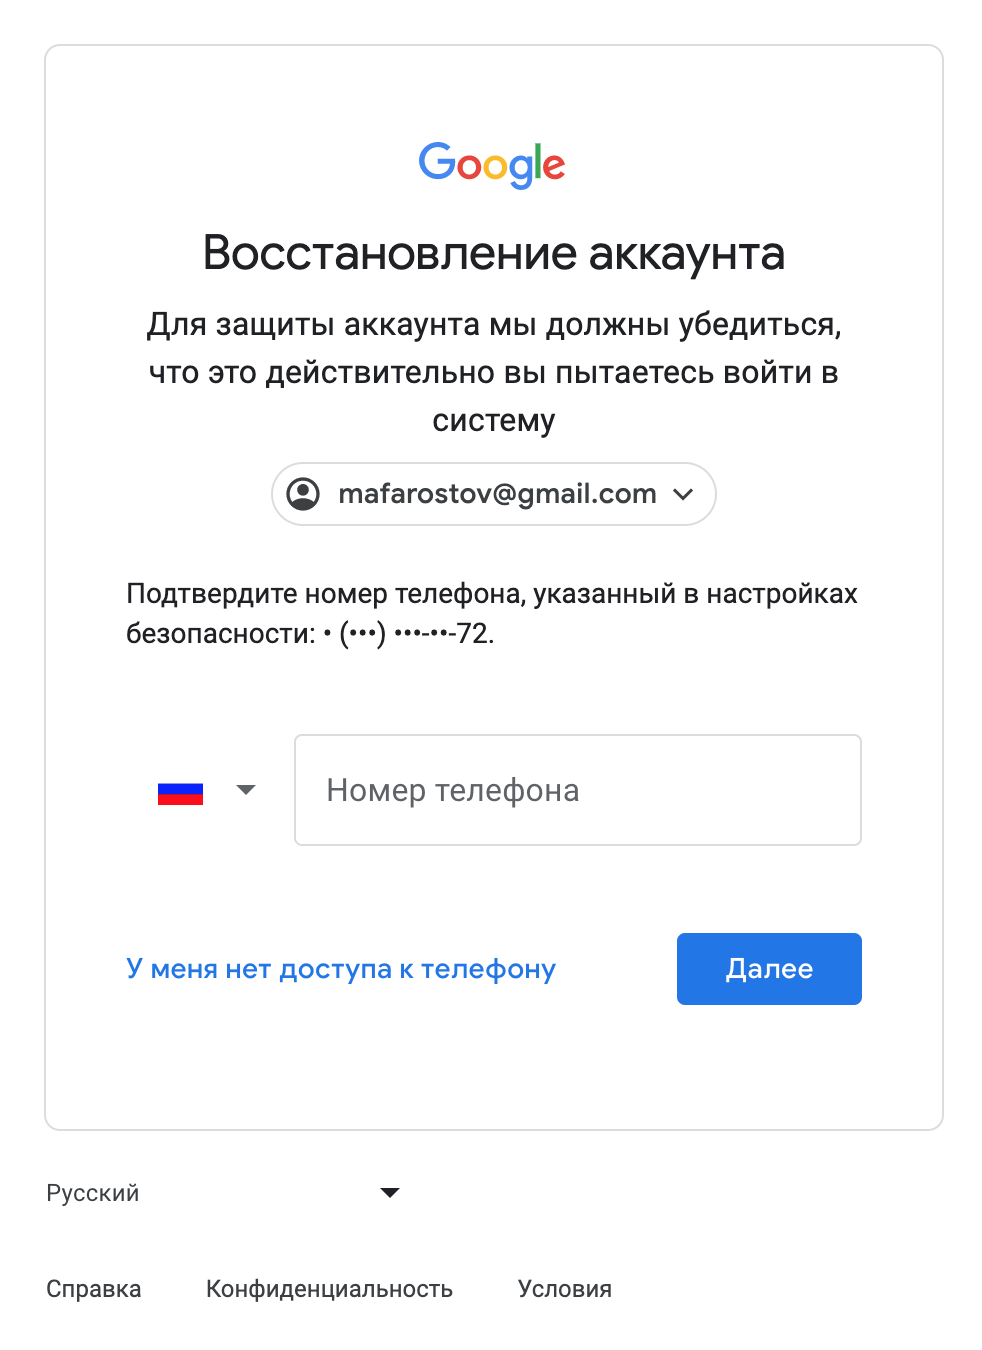 Google
Восстановление аккаунта
Для защиты аккаунта мы должны убедиться,
что это действительно вы пытаетесь войти в
систему
mafarostov@gmail.com
Подтвердите номер телефона, указанный в настройках
безопасности: • (•••) •••-••-72.
Номер телефона
У меня нет доступа к телефону
Далее
Русский
Справка Конфиденциальность Условия